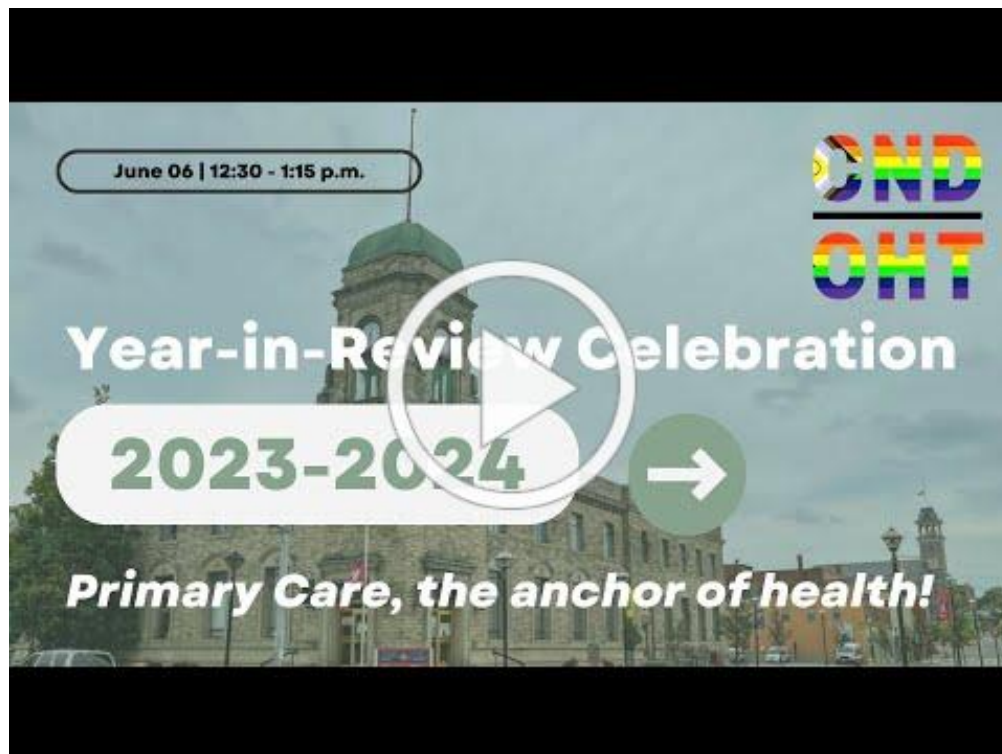 June 06 | 12:30 - 1:15 p.m.
CND
OHT
Year-in-Review Celebration
2023-2024
Primary Care, the anchor of health!